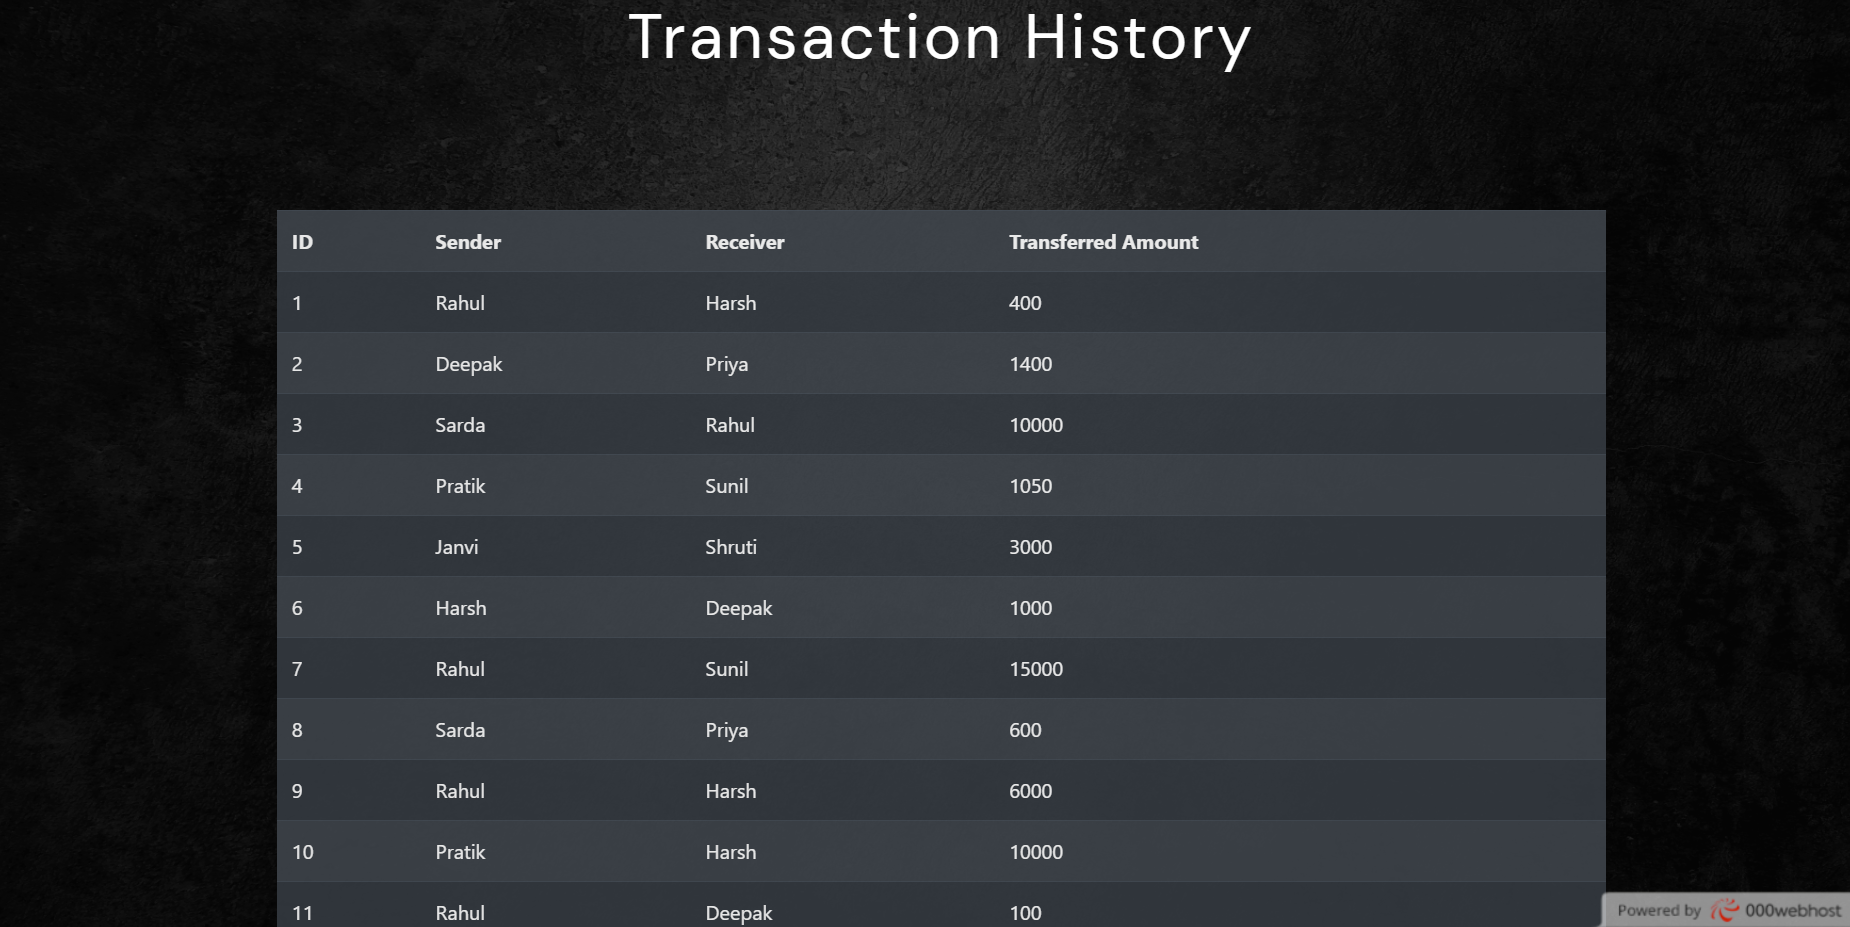 Transaction History
ID Sender Receiver Transferred Amount
1 Rahul Harsh 400
2 Deepak Priya 1400
3 Sarda Rahul 10000
4 Pratik Sunil 1050
5 Janvi Shruti 3000
6 Harsh Deepak 1000
7 Rahul Sunil 15000
8 Sarda Priya 600
9 Rahul Harsh 6000
10 Pratik Harsh 10000
11 Rahul Deepak 100
Powered by 000webhost